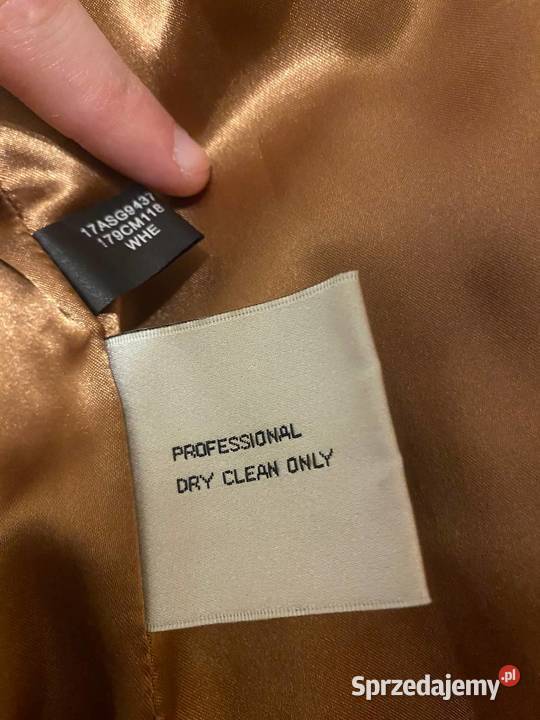 17ASG9437
179CM118
WHE
PROFESSIONAL
DRY CLEAN ONLY
Sprzedajemy.pl